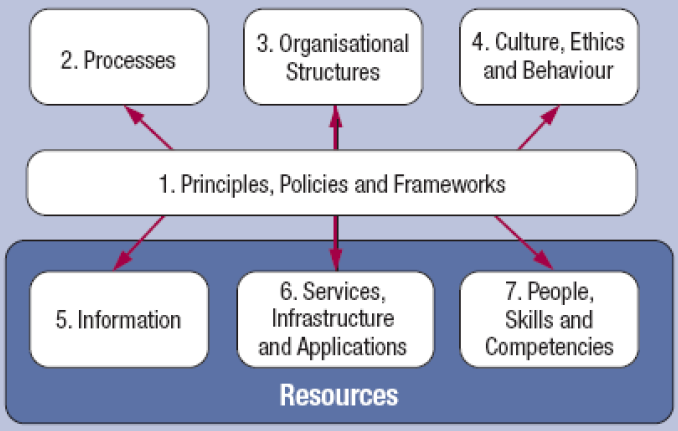 2. Processes
3. Organisational
Structures
4. Culture, Ethics
and Behaviour
1. Principles, Policies and Frameworks
5. Information
6. Services,
Infrastructure
and Applications
7. People,
Skills and
Competencies
Resources